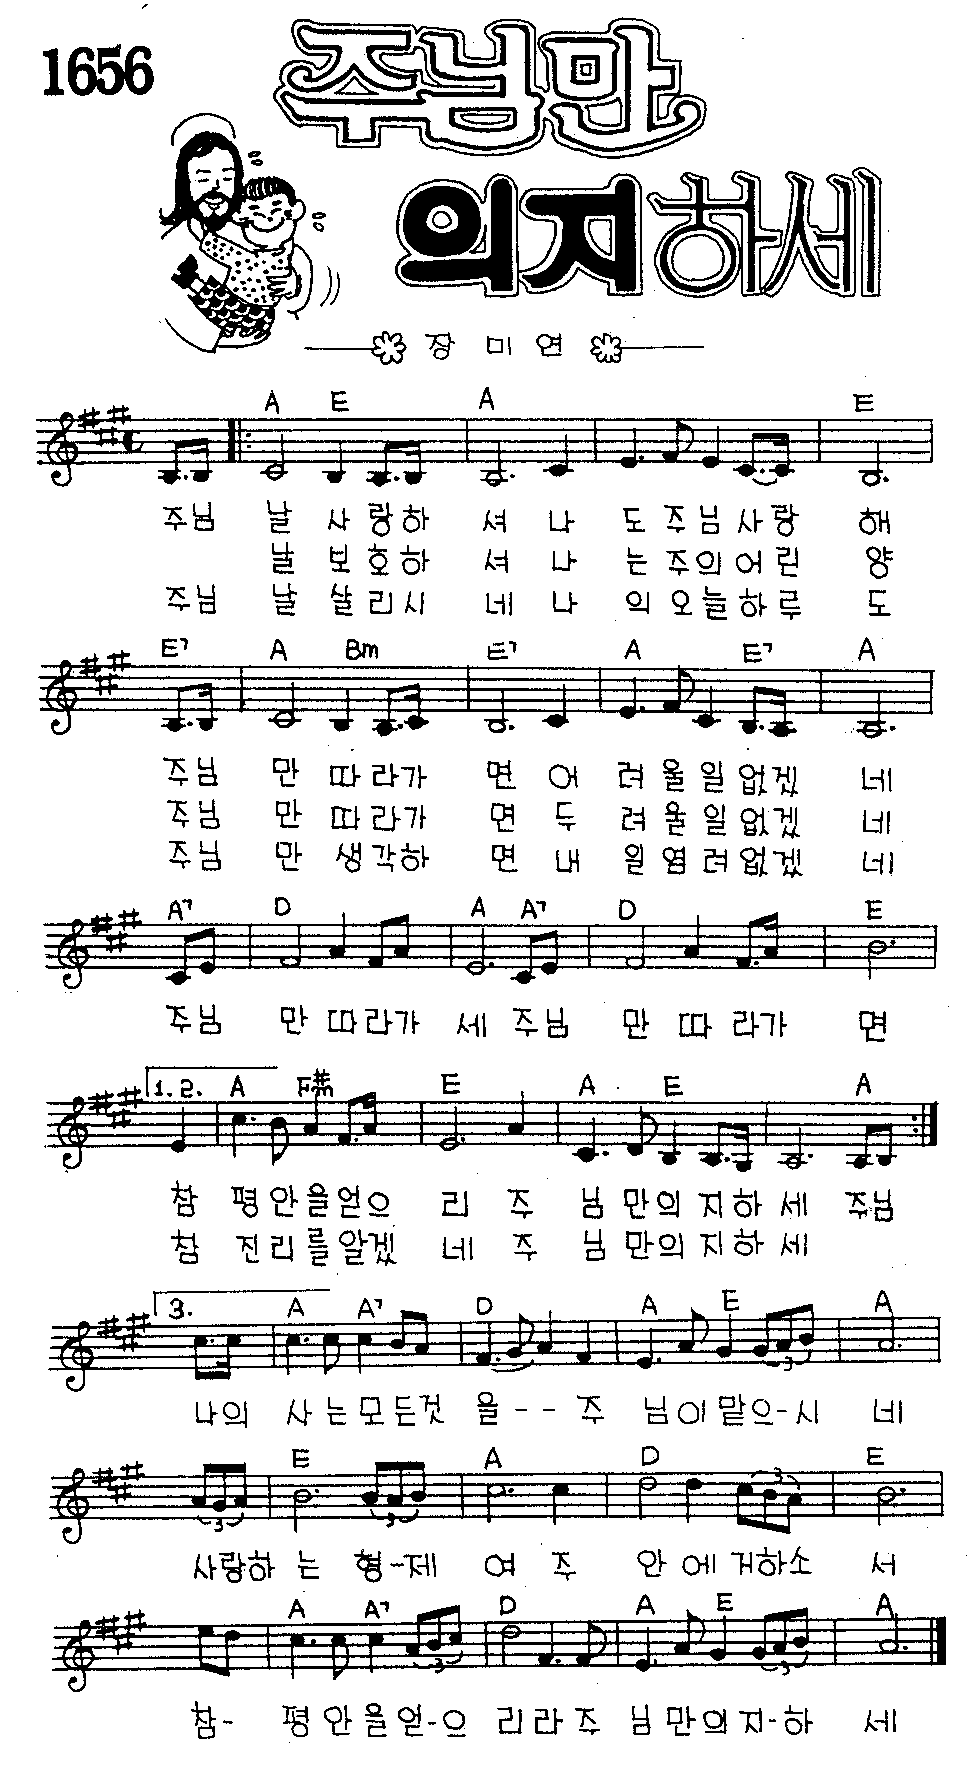 1656
주님만
의지하세
장 미 연
A E A E
주님 날 사 랑하 셔 나 도 주님사랑 해
날 보 호하 셔 나 는 주의어린 양
주님 날 살 리시 네 나 의 오늘하루 도
E7 A Bm E7 A E7 A
주님 만 따 라가 면 어 려 울 일 없겠 네
주님 만 따 라가 면 두 려 울 일 없겠 네
주님 만 생 각하 면 내 일 염 려 없겠 네
A7 D A A7 D E
주님 만 따 라가 세 주님 만 따 라가 면
1. 2. A F#m E A E A
참 평 안 을 얻으 리 주 님 만의 지하 세 주님
참 진 리 를 알겠 네 주 님 만의 지하 세
3. A A7 D A E A
나의 사 는 모든것 을 - - 주 님이 맡으-시 네
E A D E
사랑하 는 형-제 여 주 안 에 거하소 서
A A7 D A E A
참- 평 안 을 얻-으 리 라 주 님 만의 지-하 세